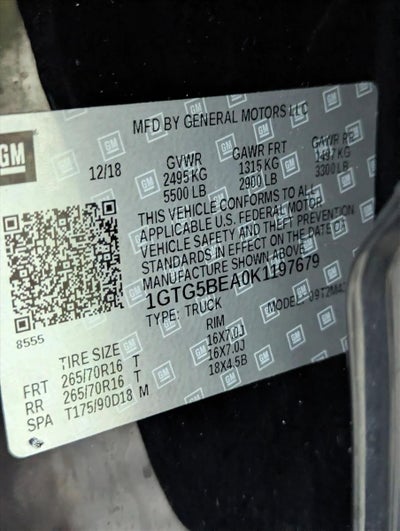 MFD BY GENERAL MOTORS LLC
GM
12/18 GVWR GAWR FRT GAWR RR
2495 KG 1316 KG 1497 KG
5500 LB 2900 LB 3300 LB
THIS VEHICLE CONFORMS TO ALL
APPLICABLE U.S. FEDERAL MOTOR
VEHICLE SAFETY AND THEFT PREVENTION
STANDARDS IN EFFECT ON THE DATE OF
MANUFACTURE SHOWN ABOVE.
1GTG5BEA0K1197679
TYPE: TRUCK MODEL:
8555
TIRE SIZE RIM
FRT 265/70R16 T 16X7.0J
RR 265/70R16 T 16X7.0J
SPA T175/90D18 M 18X4.5B